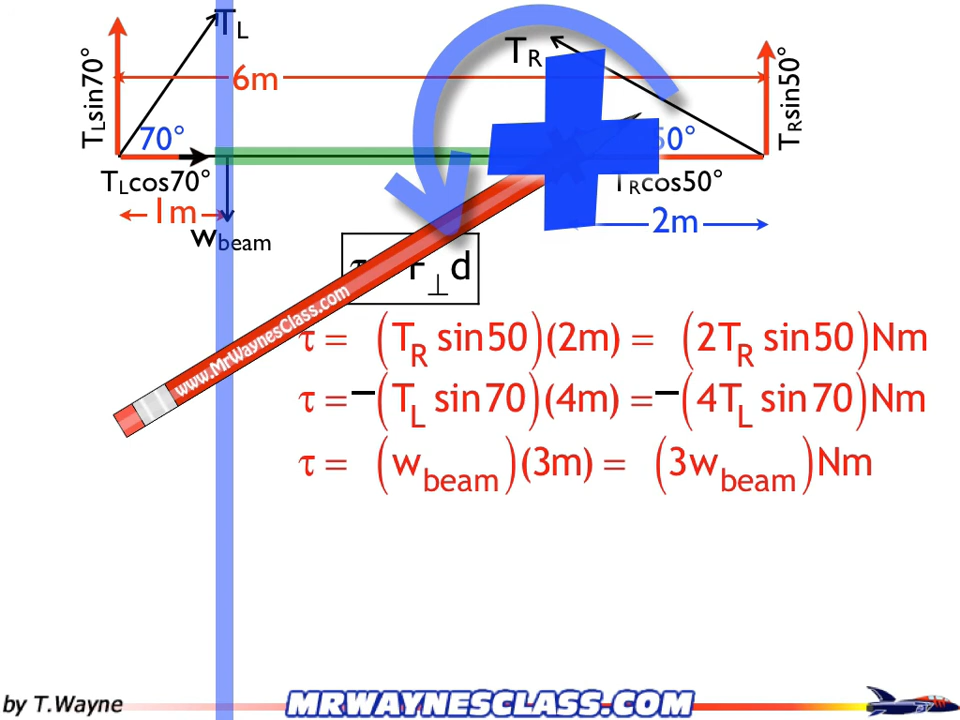 T_L
T_R
6m
T_Lsin70°
T_Rsin50°
70°
50°
T_Lcos70°
T_Rcos50°
1m
2m
w_beam
τ F⊥d
www.MrWaynesClass.com
τ = (T_R sin50)(2m) = (2T_R sin50)Nm
τ = −(T_L sin70)(4m) = −(4T_L sin70)Nm
τ = (w_beam)(3m) = (3w_beam)Nm
by T.Wayne
MRWAYNESCLASS.COM